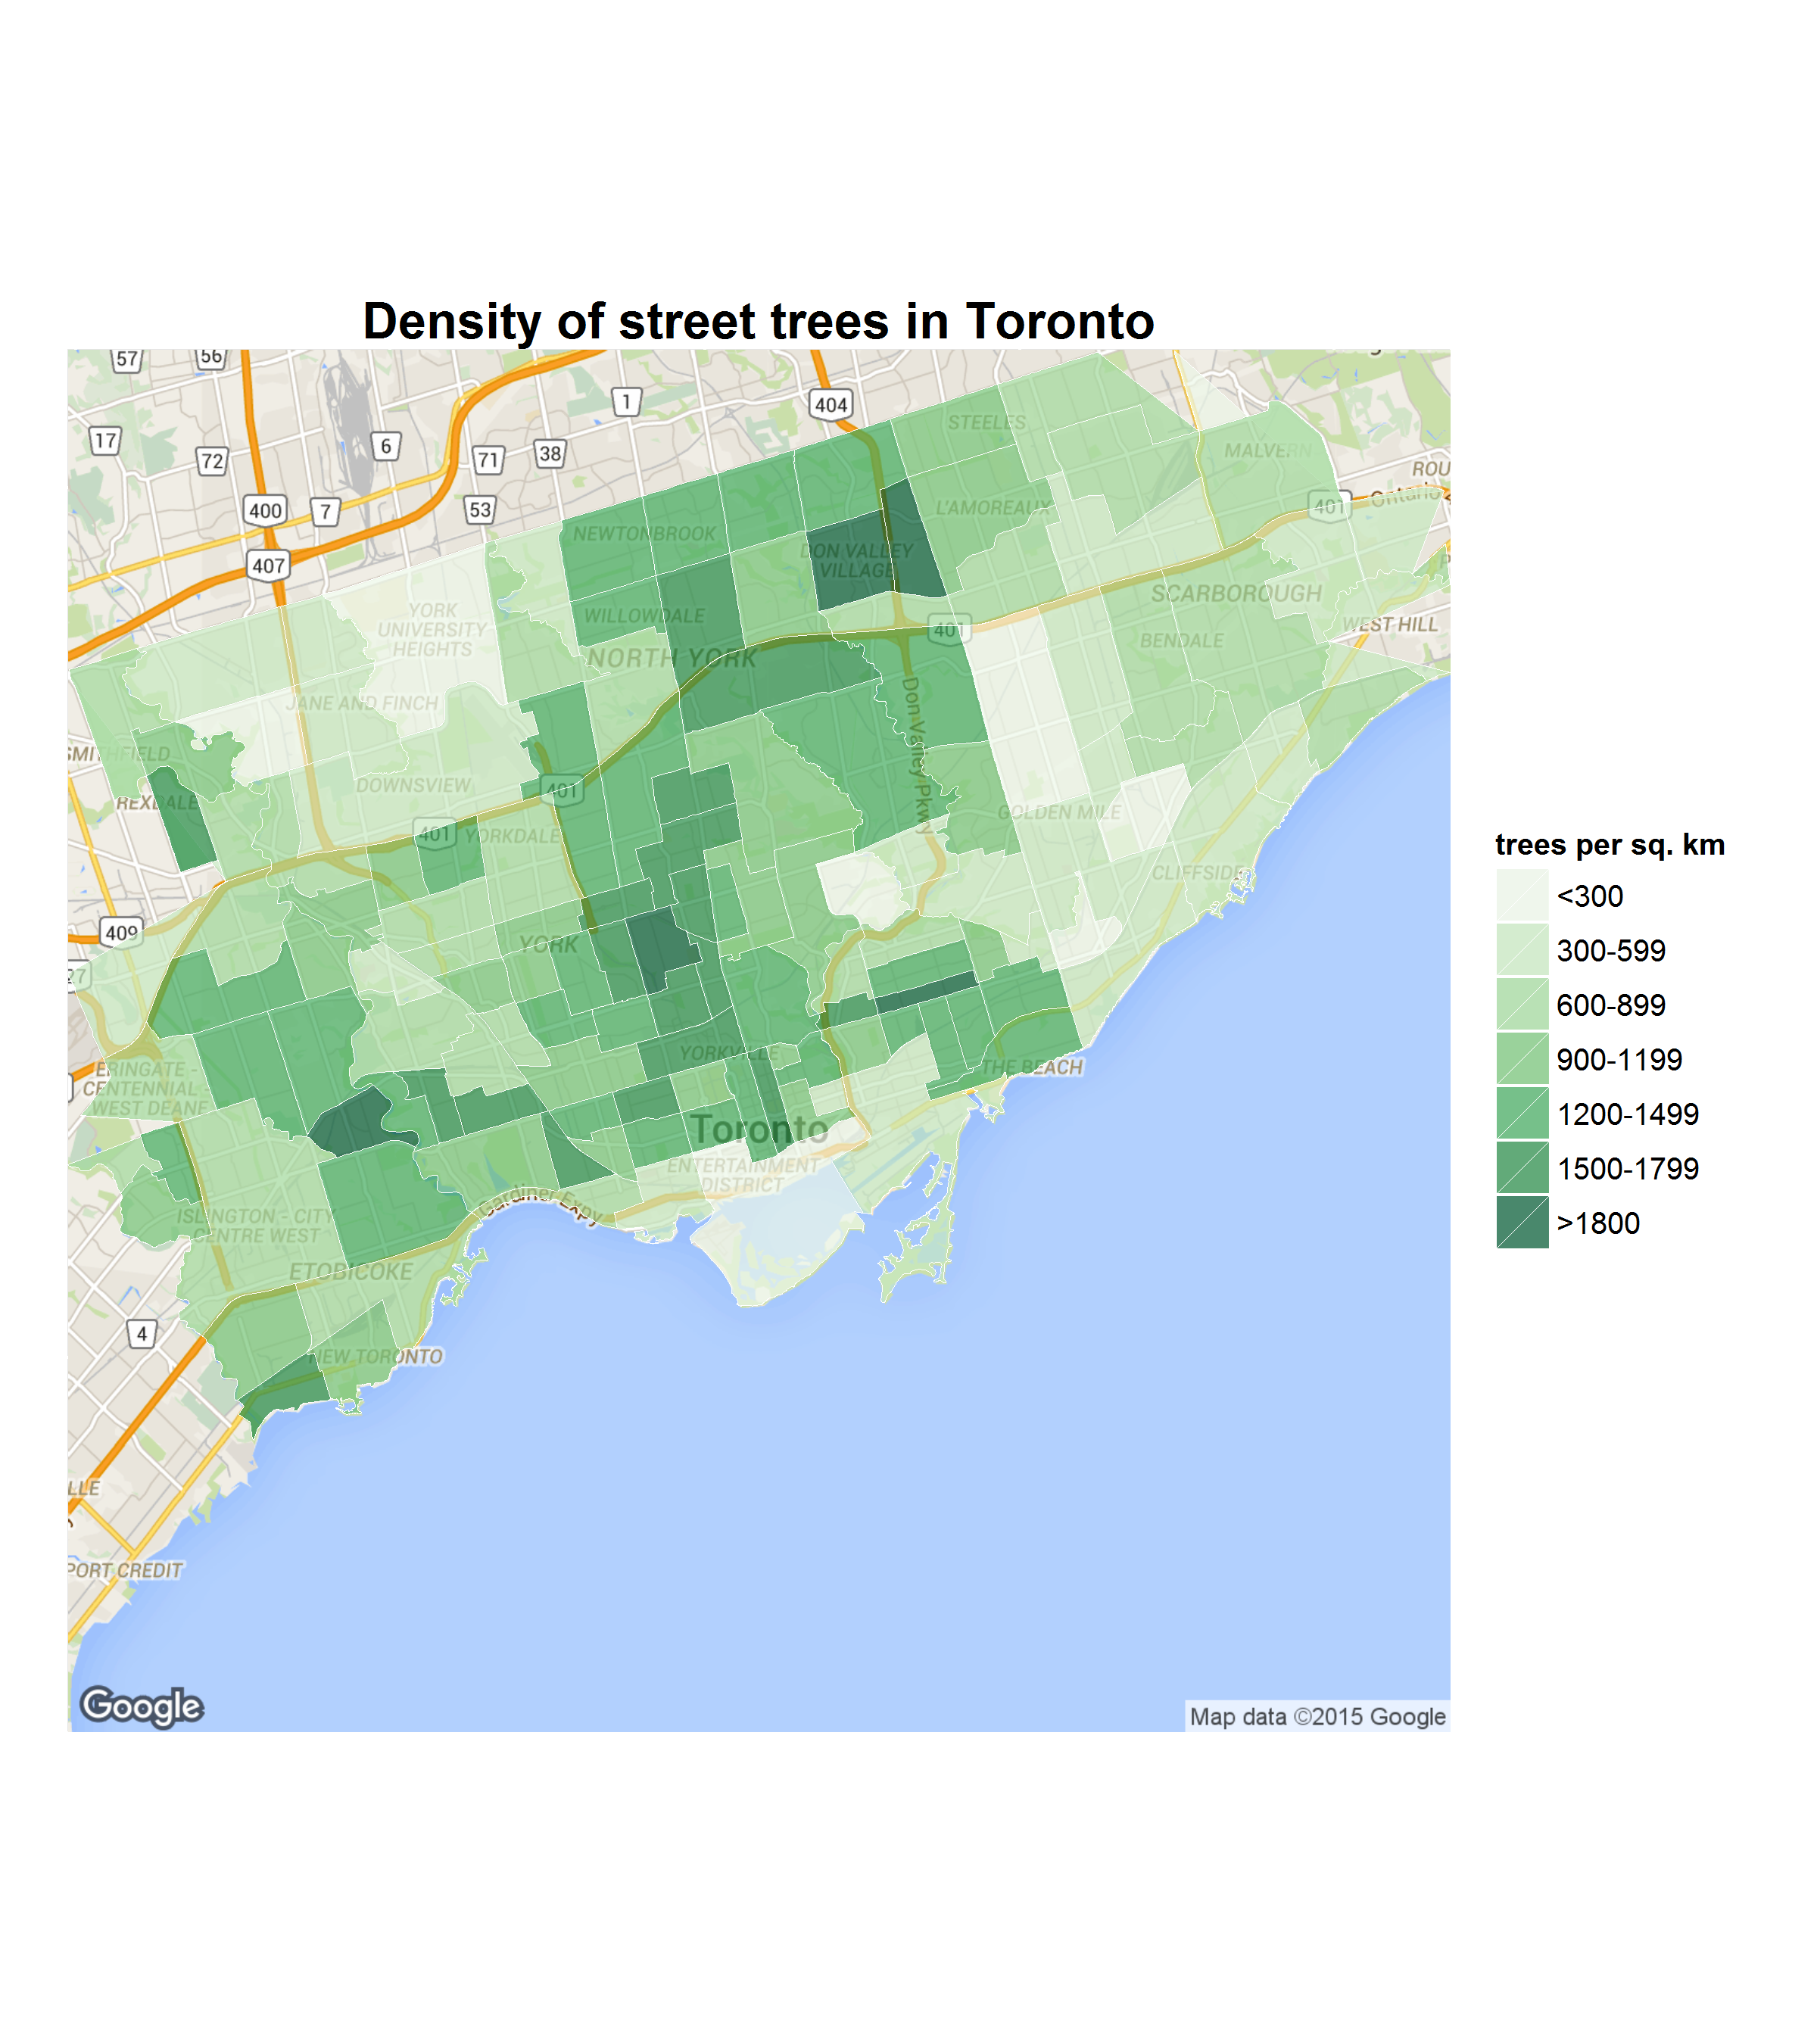 Density of street trees in Toronto
57
56
1
404
17
72
6
71
38
STEELES
MALVERN
ROU
400
7
53
401
Ontario
L'AMOREAUX
NEWTONBROOK
407
DON VALLEY
VILLAGE
YORK
UNIVERSITY
HEIGHTS
WILLOWDALE
SCARBOROUGH
401
WEST HILL
BENDALE
NORTH YORK
JANE AND FINCH
Don Valley Pkwy
SMITHFIELD
DOWNSVIEW
401
REXDALE
GOLDEN MILE
401
YORKDALE
CLIFFSIDE
409
YORK
27
YORKVILLE
THE BEACH
ERINGATE -
CENTENNIAL -
WEST DEANE
Toronto
ENTERTAINMENT
DISTRICT
Gardiner Expy
ISLINGTON - CITY
CENTRE WEST
ETOBICOKE
4
NEW TORONTO
LLE
PORT CREDIT
Google
Map data ©2015 Google
trees per sq. km
<300
300-599
600-899
900-1199
1200-1499
1500-1799
>1800